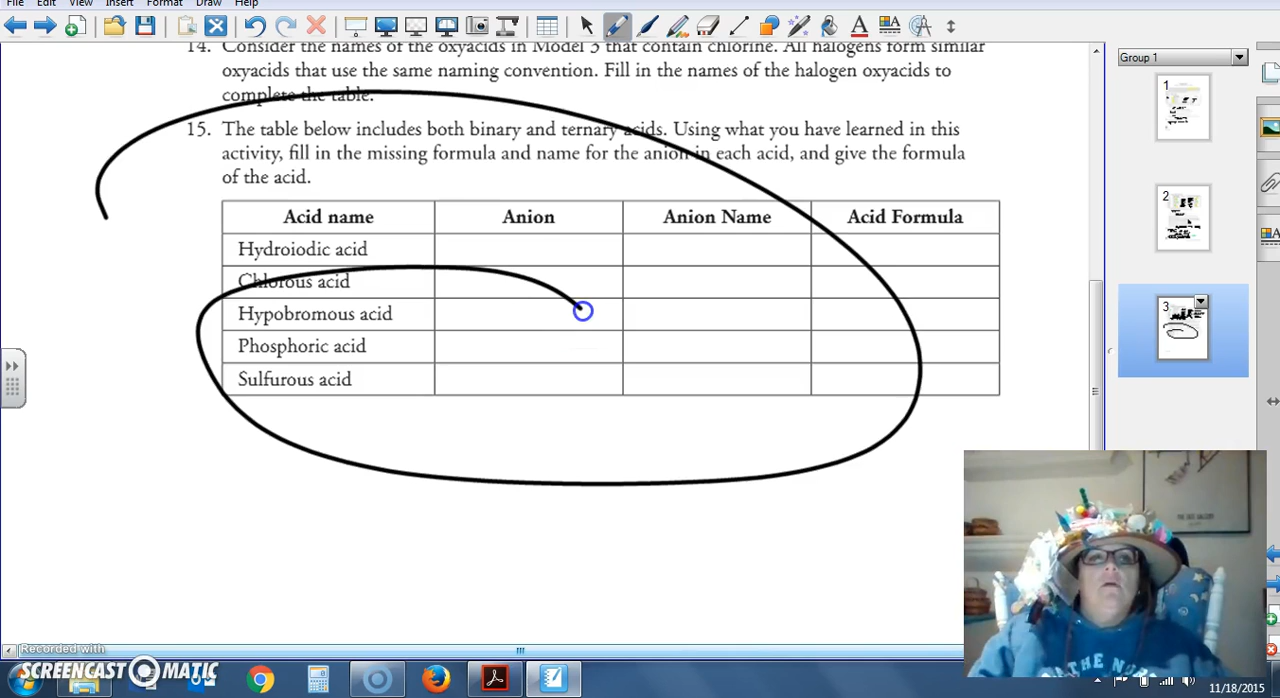 File Edit View Insert Format Draw Help
14. Consider the names of the oxyacids in Model 3 that contain chlorine. All halogens form similar
oxyacids that use the same naming convention. Fill in the names of the halogen oxyacids to
complete the table.
15. The table below includes both binary and ternary acids. Using what you have learned in this
activity, fill in the missing formula and name for the anion in each acid, and give the formula
of the acid.
Acid name Anion Anion Name Acid Formula
Hydroiodic acid
Chlorous acid
Hypobromous acid
Phosphoric acid
Sulfurous acid
Group 1
1
2
3
Recorded with
SCREENCAST MATIC
11/18/2015